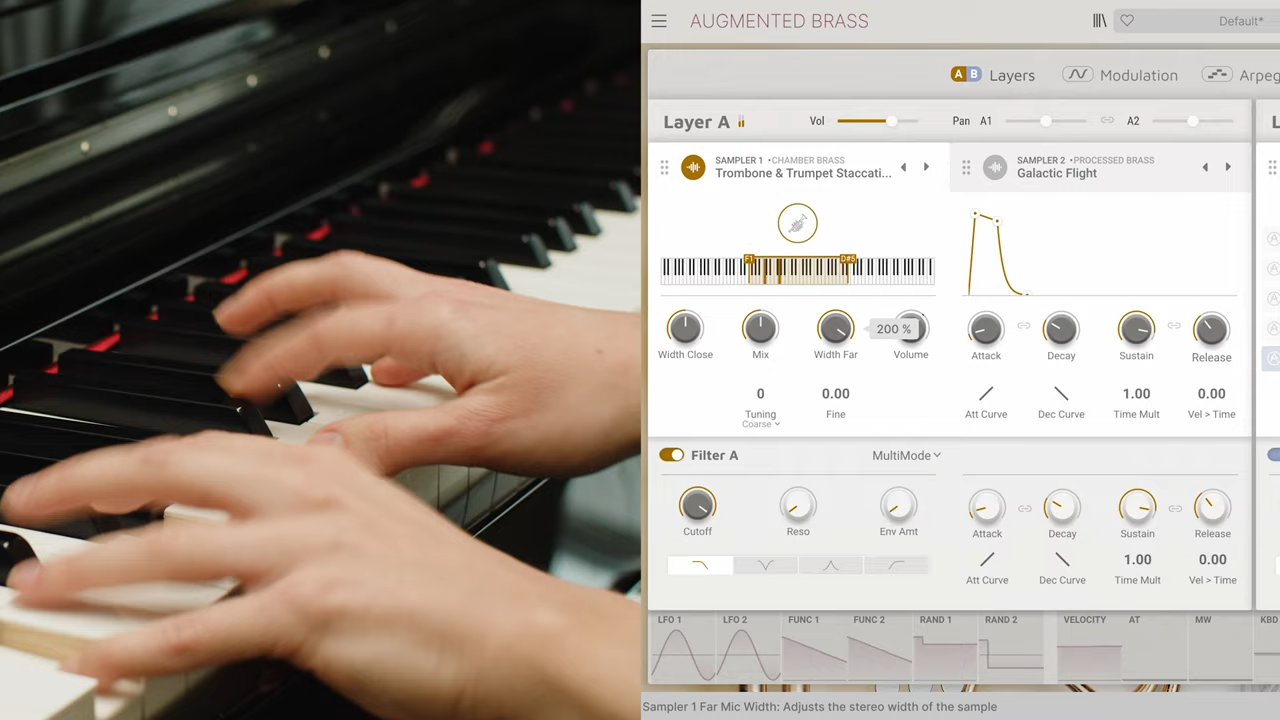 AUGMENTED BRASS
Default*
A B Layers
Modulation
Arpeg
Layer A
Vol
Pan A1
A2
SAMPLER 1 • CHAMBER BRASS
Trombone & Trumpet Staccati...
SAMPLER 2 • PROCESSED BRASS
Galactic Flight
F1
D#5
200 %
Width Close
Mix
Width Far
Volume
Attack
Decay
Sustain
Release
0
0.00
1.00
0.00
Tuning
Coarse
Fine
Att Curve
Dec Curve
Time Mult
Vel > Time
Filter A
MultiMode
Cutoff
Reso
Env Amt
Attack
Decay
Sustain
Release
1.00
0.00
Att Curve
Dec Curve
Time Mult
Vel > Time
LFO 1
LFO 2
FUNC 1
FUNC 2
RAND 1
RAND 2
VELOCITY
AT
MW
KBD
Sampler 1 Far Mic Width: Adjusts the stereo width of the sample